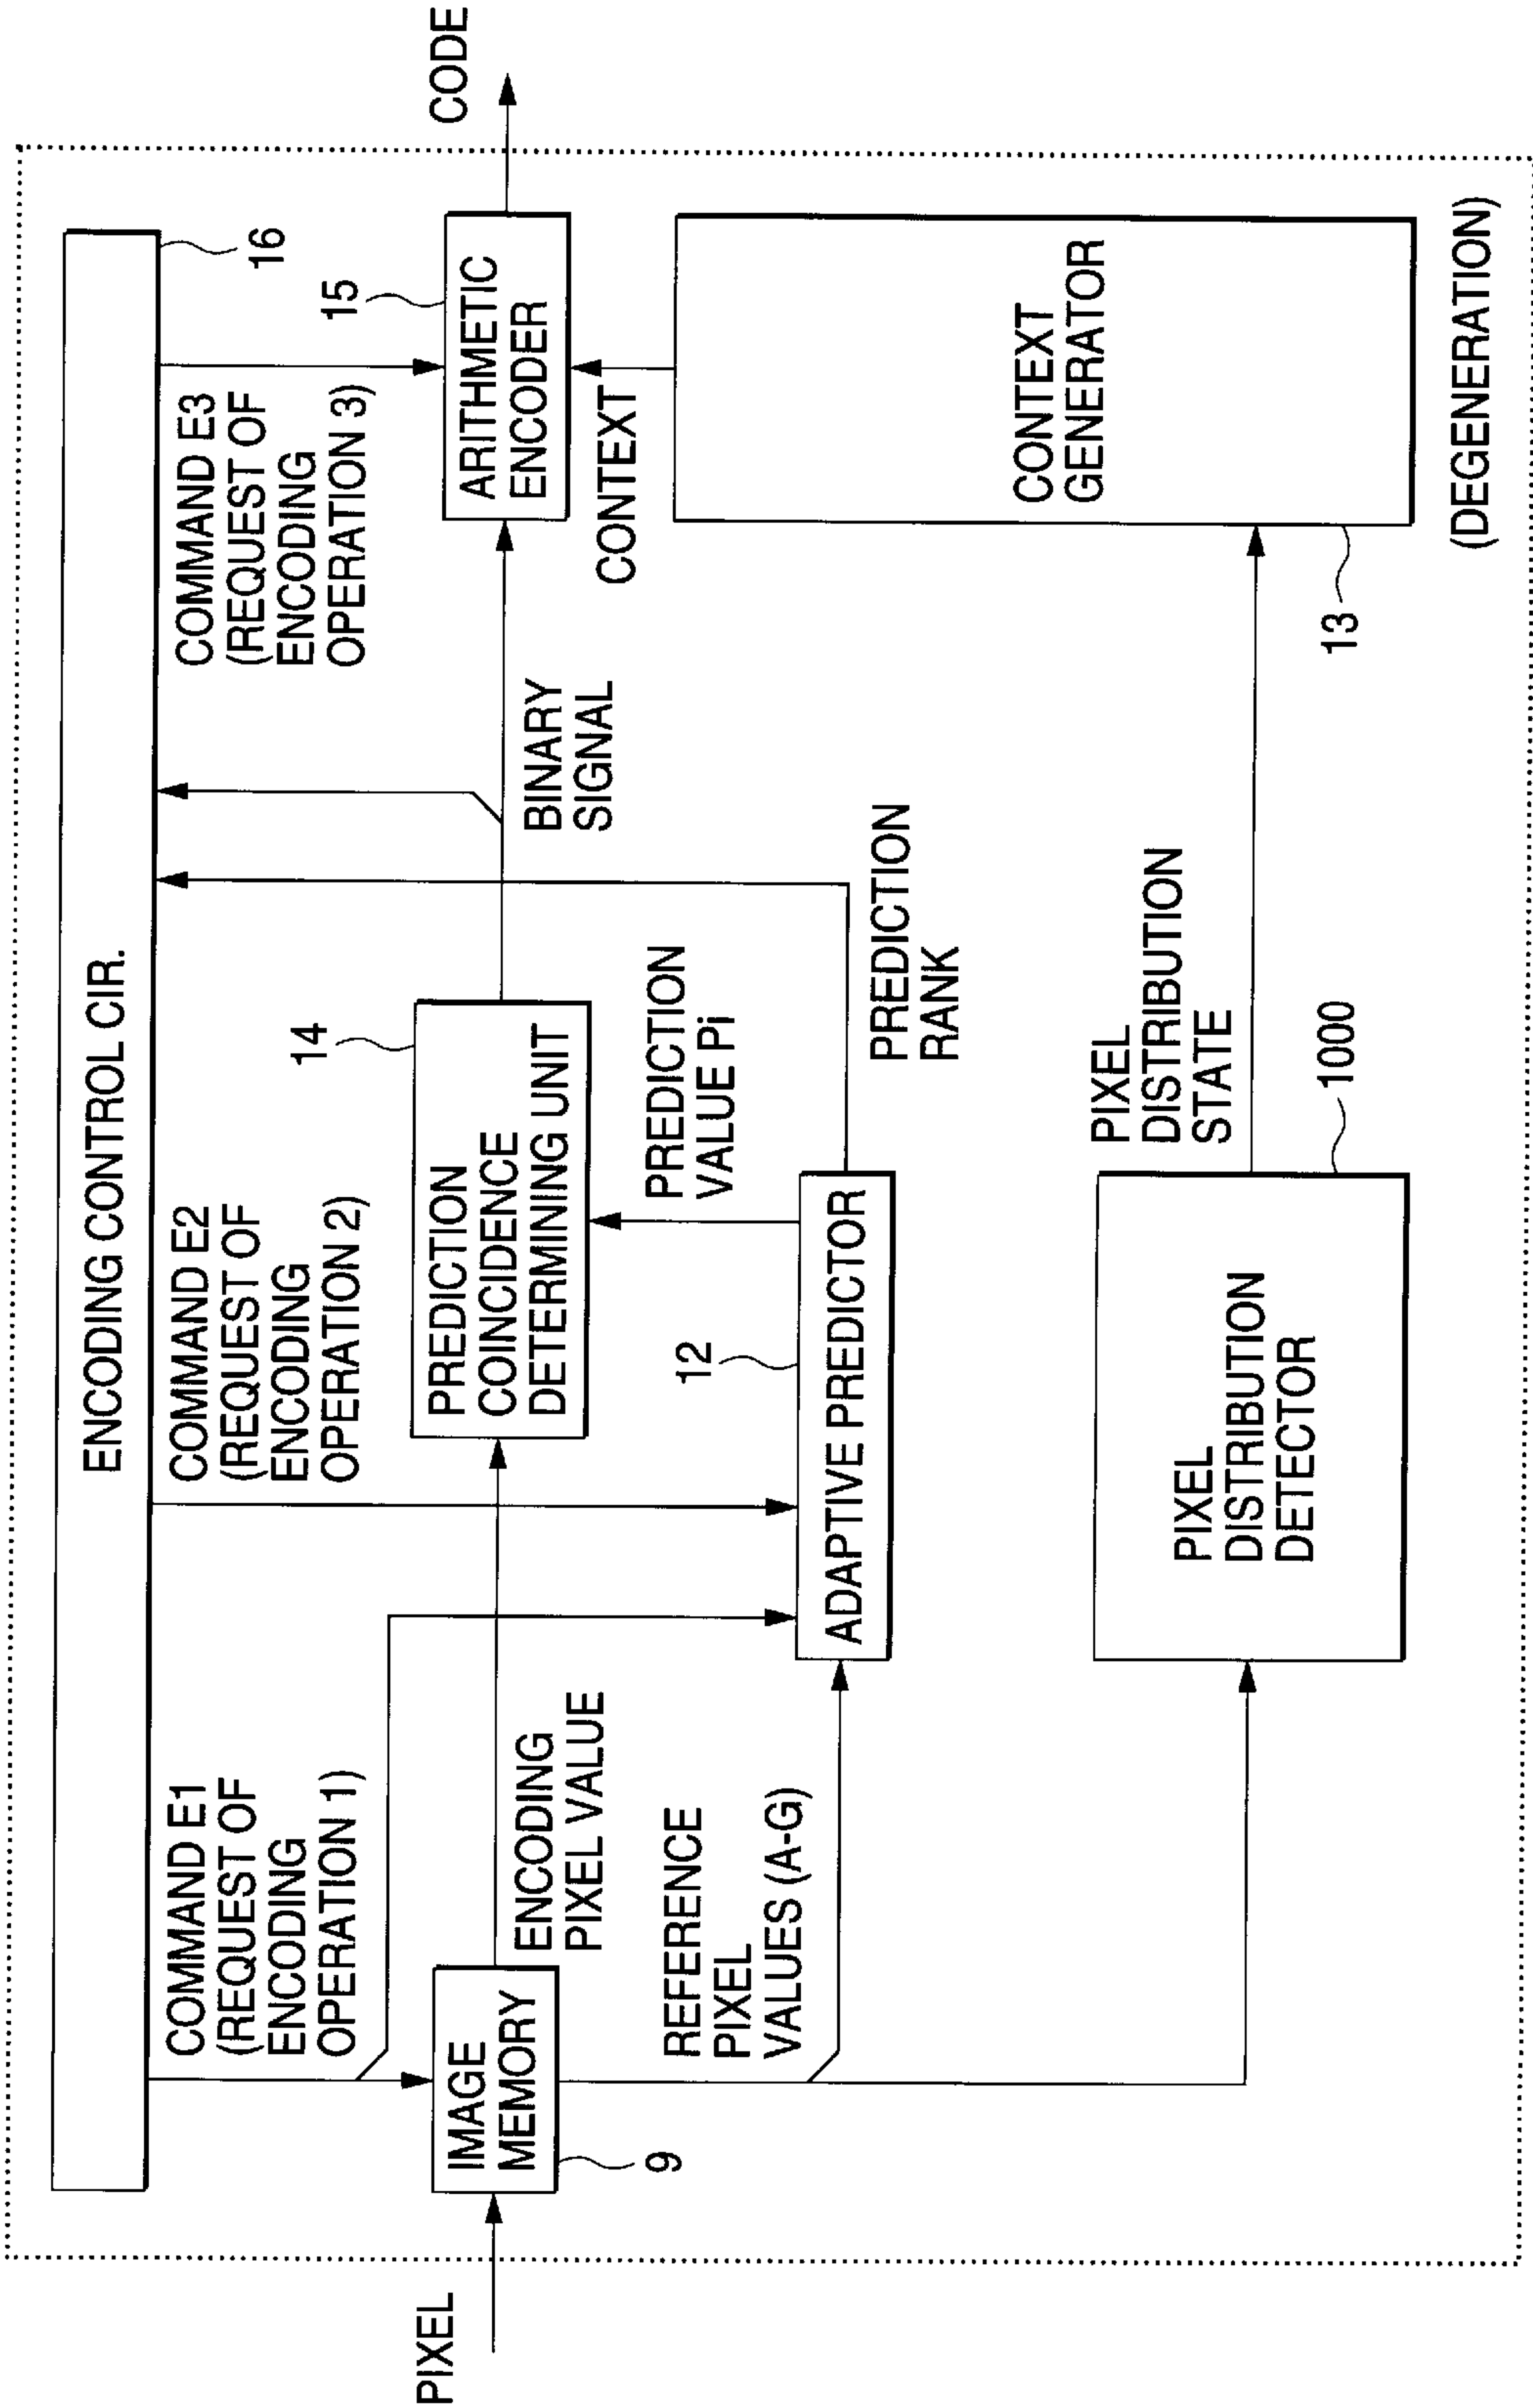 ENCODING CONTROL CIR.
16
COMMAND E1
(REQUEST OF
ENCODING
OPERATION 1)
COMMAND E2
(REQUEST OF
ENCODING
OPERATION 2)
COMMAND E3
(REQUEST OF
ENCODING
OPERATION 3)
PIXEL
IMAGE
MEMORY
9
ENCODING
PIXEL VALUE
14
PREDICTION
COINCIDENCE
DETERMINING UNIT
BINARY
SIGNAL
15
ARITHMETIC
ENCODER
CODE
CONTEXT
REFERENCE
PIXEL
VALUES (A-G)
PREDICTION
VALUE Pi
12
ADAPTIVE PREDICTOR
PREDICTION
RANK
PIXEL
DISTRIBUTION
DETECTOR
1000
PIXEL
DISTRIBUTION
STATE
CONTEXT
GENERATOR
13
(DEGENERATION)